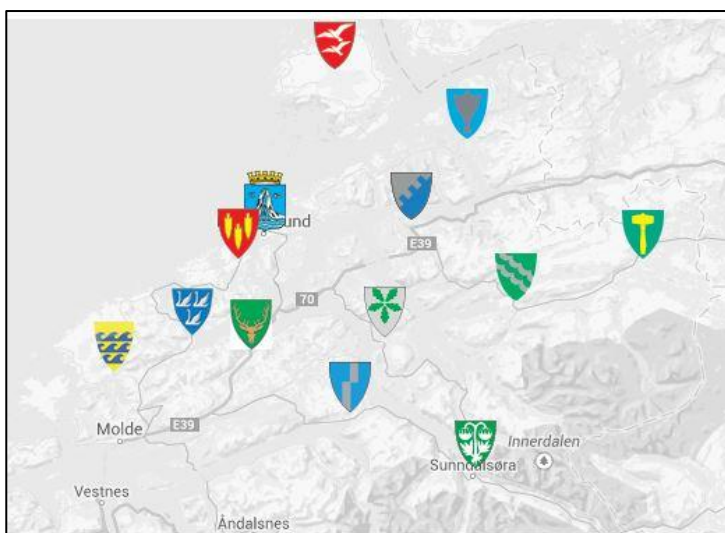 und
E39
70
E39
Molde
Innerdalen
Sunndalsøra
Vestnes
Åndalsnes